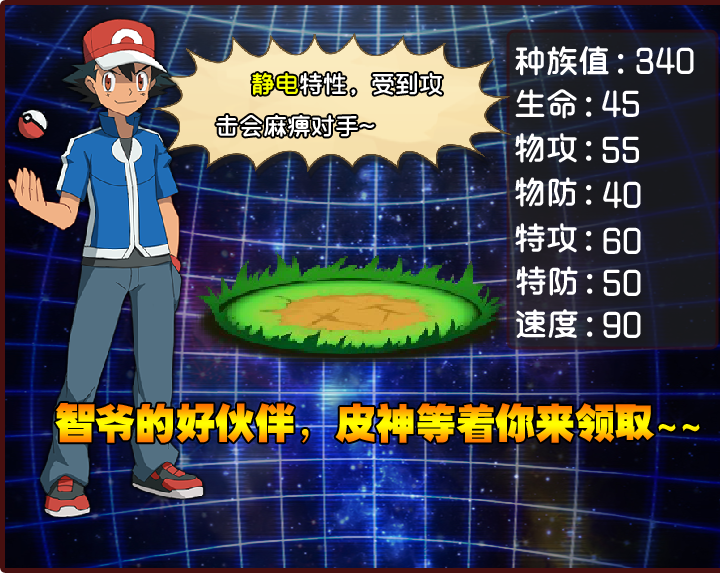 静电特性，受到攻
击会麻痹对手~
种族值：340
生命：45
物攻：55
物防：40
特攻：60
特防：50
速度：90
智爷的好伙伴，皮神等着你来领取~~